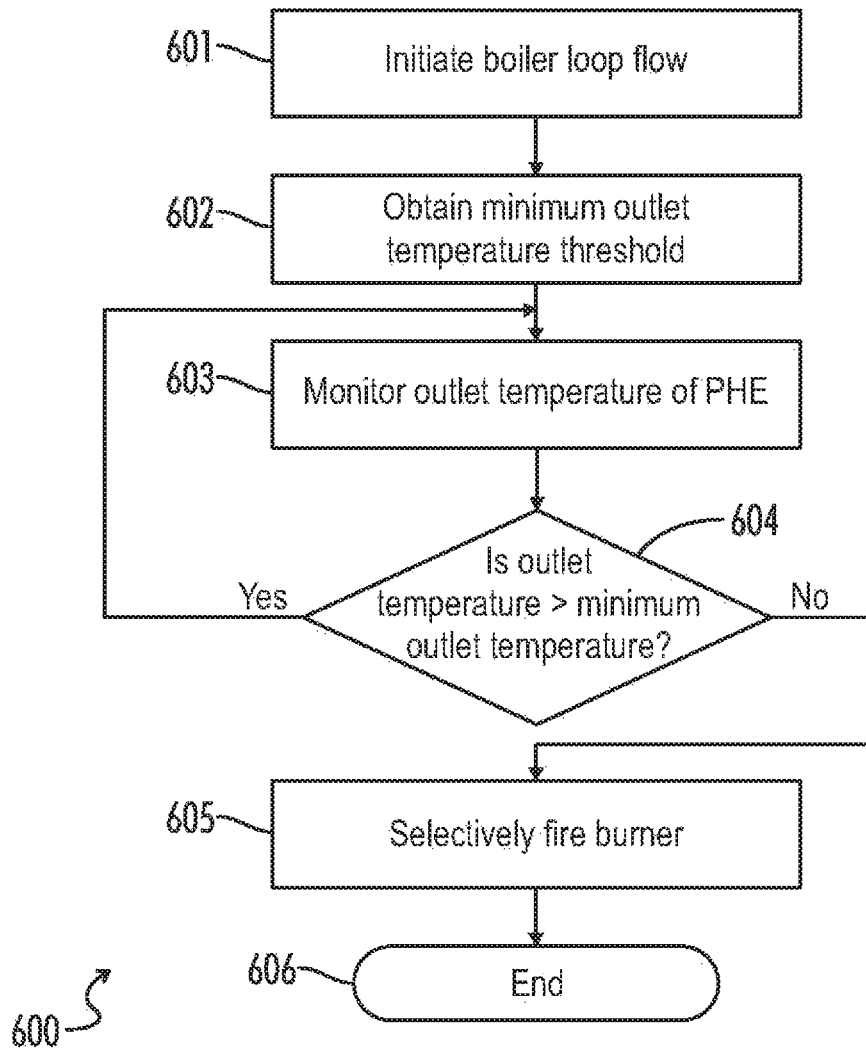 601
Initiate boiler loop flow
602
Obtain minimum outlet
temperature threshold
603
Monitor outlet temperature of PHE
604
Is outlet
temperature > minimum
outlet temperature?
Yes
No
605
Selectively fire burner
606
End
600